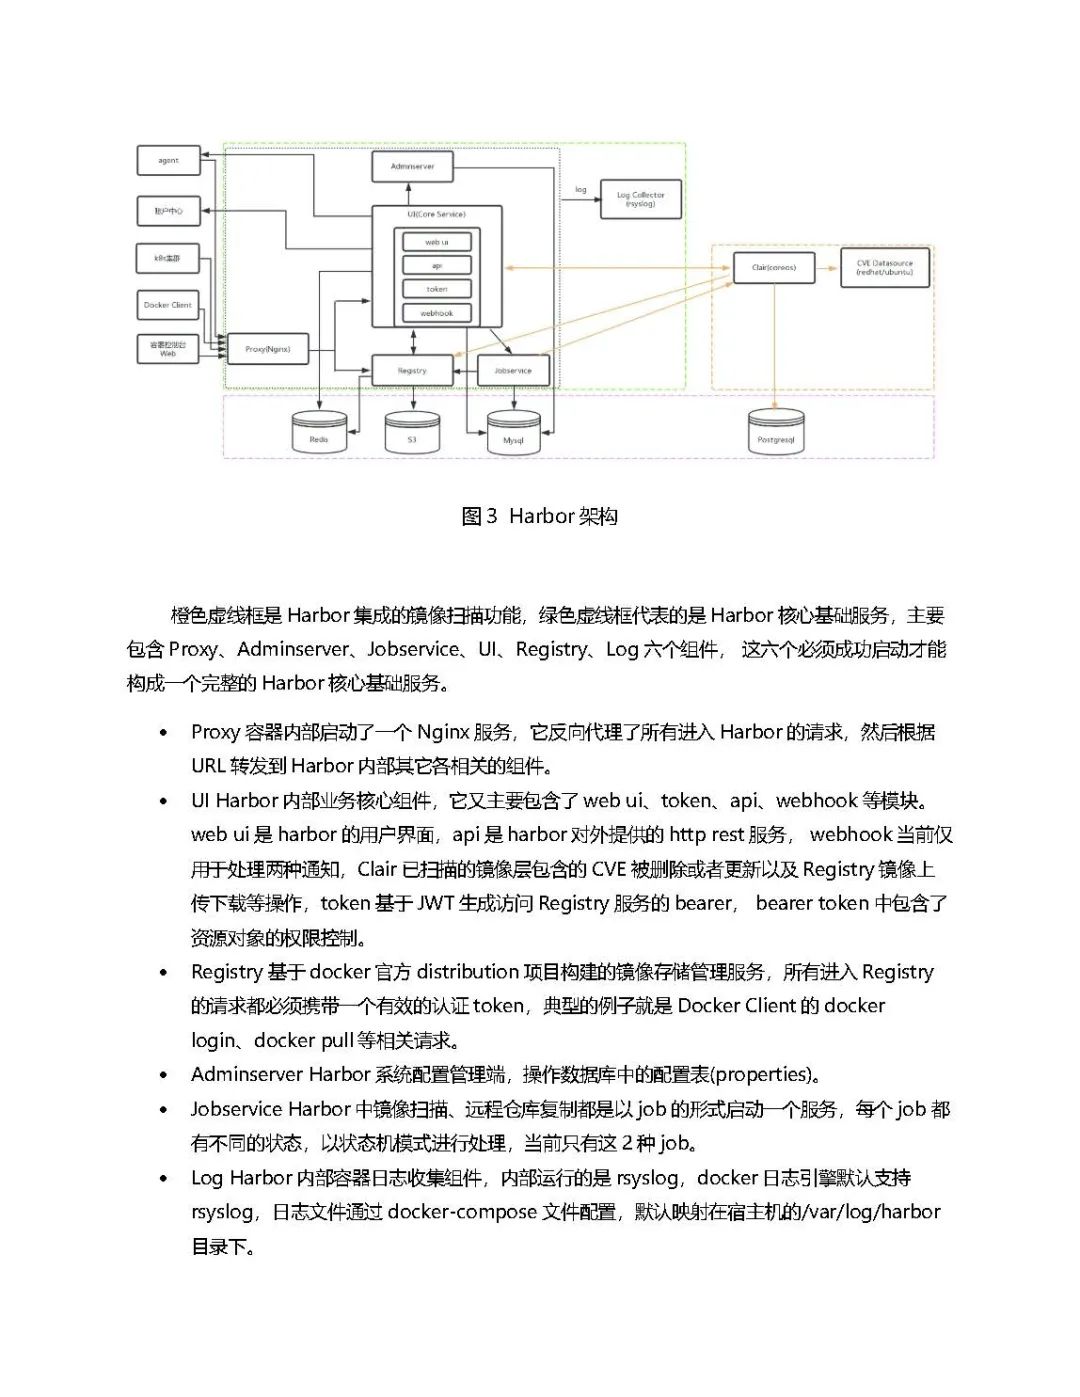 agent
Adminserver
log
Log Collector
(rsyslog)
账户中心
UI(Core Service)
web ui
api
token
webhook
k8s集群
Clair(coreos)
CVE Datasource
(redhat/ubuntu)
Docker Client
容器控制台
Web
Proxy(Nginx)
Registry
Jobservice
Redis
S3
Mysql
Postgresql
图 3 Harbor 架构
橙色虚线框是 Harbor 集成的镜像扫描功能，绿色虚线框代表的是 Harbor 核心基础服务，主要
包含 Proxy、Adminserver、Jobservice、UI、Registry、Log 六个组件， 这六个必须成功启动才能
构成一个完整的 Harbor 核心基础服务。
• Proxy 容器内部启动了一个 Nginx 服务，它反向代理了所有进入 Harbor 的请求，然后根据
URL 转发到 Harbor 内部其它各相关的组件。
• UI Harbor 内部业务核心组件，它又主要包含了 web ui、token、api、webhook 等模块。
web ui 是 harbor 的用户界面，api 是 harbor 对外提供的 http rest 服务， webhook 当前仅
用于处理两种通知，Clair 已扫描的镜像层包含的 CVE 被删除或者更新以及 Registry 镜像上
传下载等操作，token 基于 JWT 生成访问 Registry 服务的 bearer， bearer token 中包含了
资源对象的权限控制。
• Registry 基于 docker 官方 distribution 项目构建的镜像存储管理服务，所有进入 Registry
的请求都必须携带一个有效的认证 token，典型的例子就是 Docker Client 的 docker
login、docker pull 等相关请求。
• Adminserver Harbor 系统配置管理端，操作数据库中的配置表(properties)。
• Jobservice Harbor 中镜像扫描、远程仓库复制都是以 job 的形式启动一个服务，每个 job 都
有不同的状态，以状态机模式进行处理，当前只有这 2 种 job。
• Log Harbor 内部容器日志收集组件，内部运行的是 rsyslog，docker 日志引擎默认支持
rsyslog，日志文件通过 docker-compose 文件配置，默认映射在宿主机的/var/log/harbor
目录下。